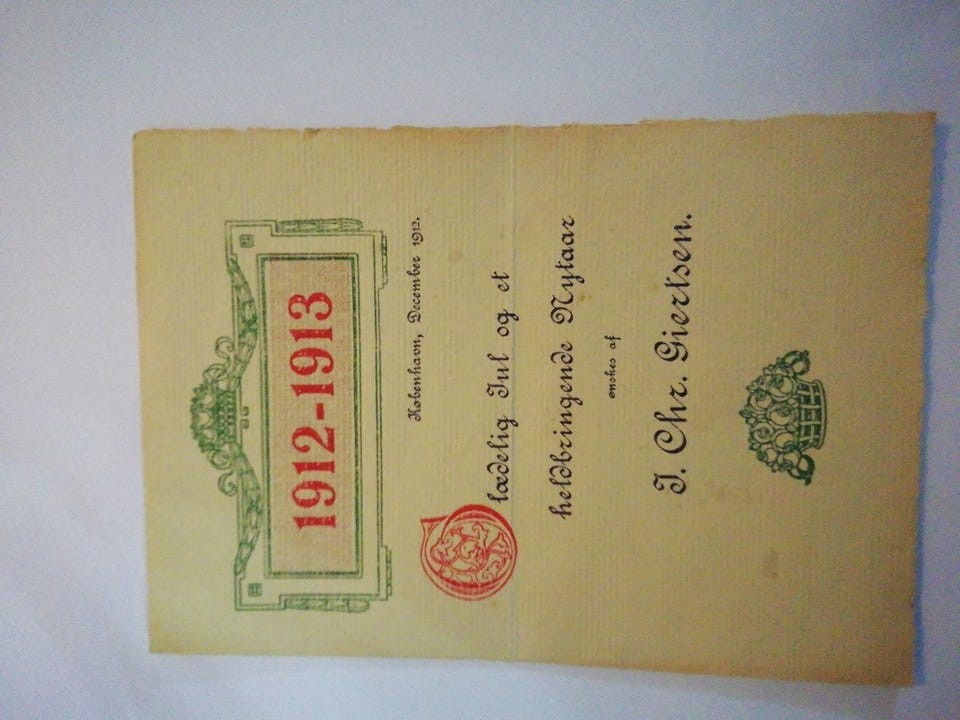 1912-1913
København, December 1912.
Glædelig Jul og et
heldbringende Nytaar
ønskes af
J. Chr. Giertsen.